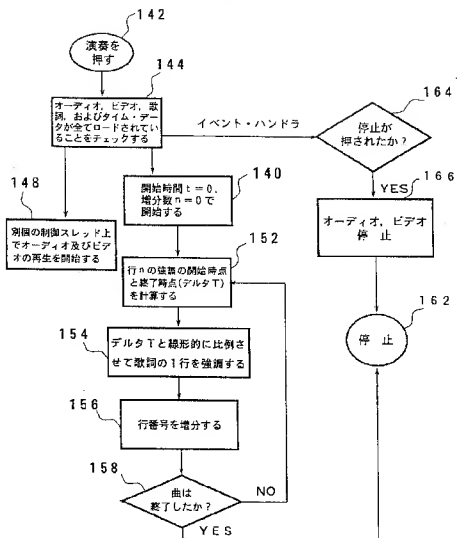 142
演奏を
押す
144
オーディオ，ビデオ，歌
詞，およびタイム・デー
タが全てロードされてい
ることをチェックする
イベント・ハンドラ
164
停止が
押されたか？
YES
166
オーディオ，ビデオ
停止
162
停 止
148
別個の制御スレッド上
でオーディオ及びビデ
オの再生を開始する
140
開始時間t＝0，
増分数n＝0で
開始する
152
行nの強調の開始時点
と終了時点（デルタT）
を計算する
154
デルタTと線形的に比例さ
せて歌詞の1行を強調する
156
行番号を増分する
158
曲は
終了したか？
NO
YES